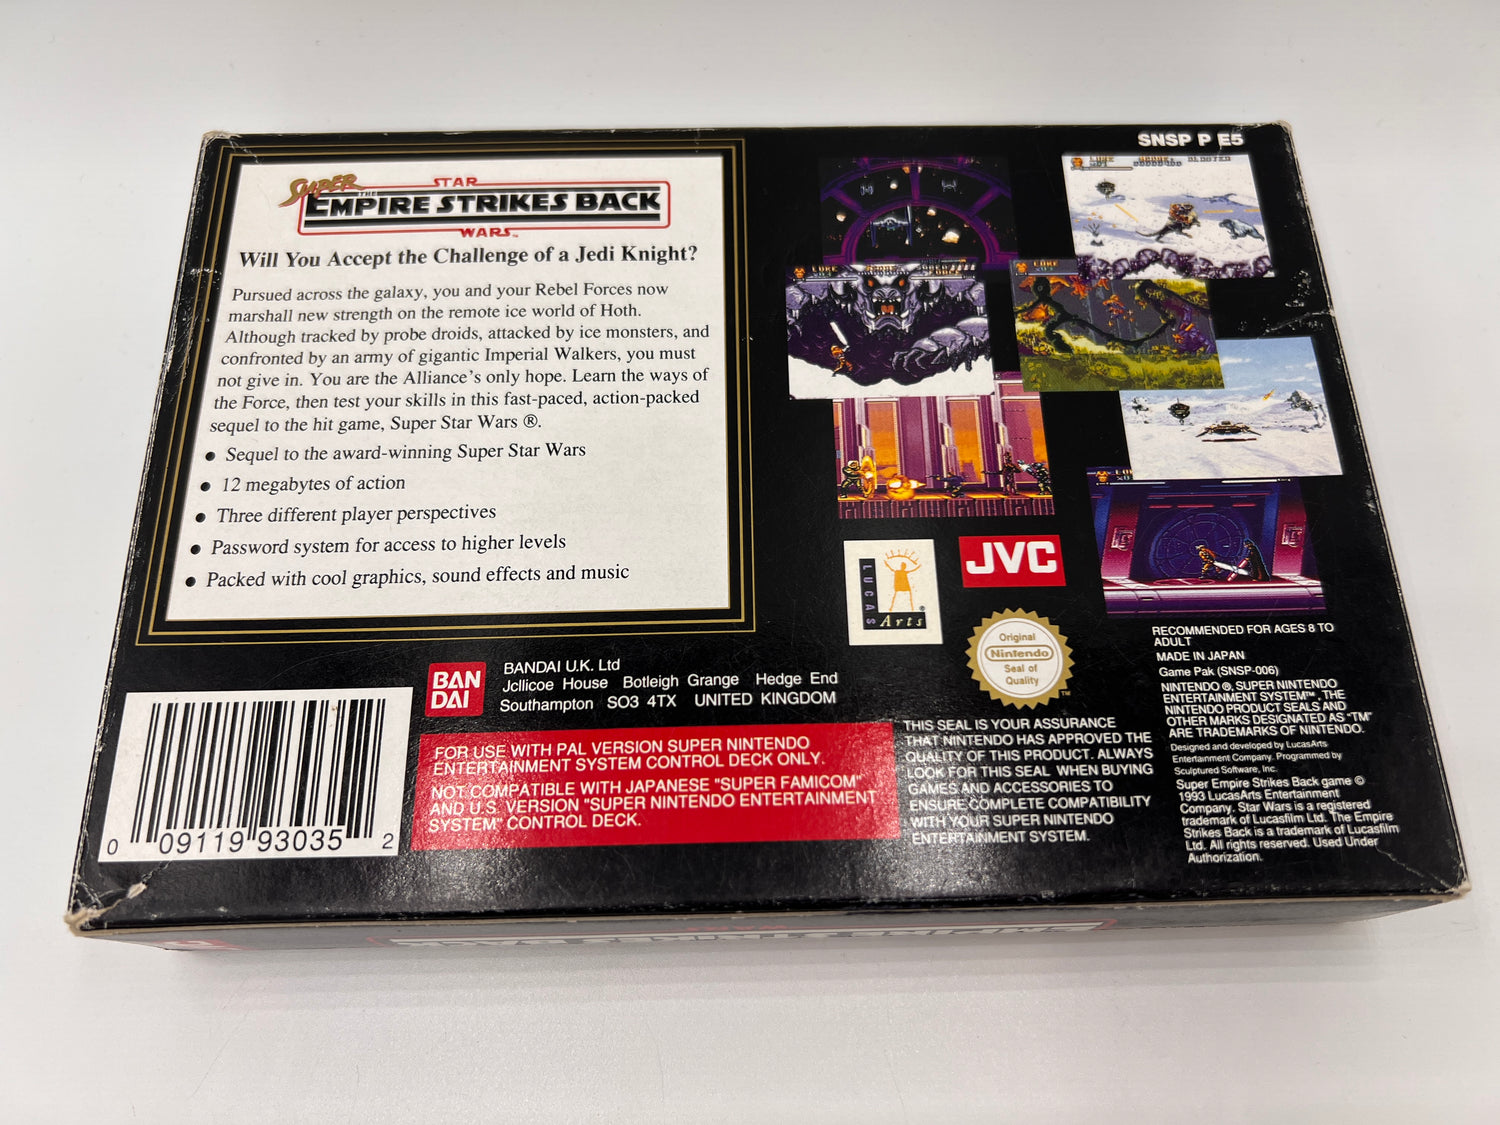 SNSP P E5
SUPER
STAR
THE
EMPIRE STRIKES BACK
WARS™
Will You Accept the Challenge of a Jedi Knight?
Pursued across the galaxy, you and your Rebel Forces now
marshall new strength on the remote ice world of Hoth.
Although tracked by probe droids, attacked by ice monsters, and
confronted by an army of gigantic Imperial Walkers, you must
not give in. You are the Alliance's only hope. Learn the ways of
the Force, then test your skills in this fast-paced, action-packed
sequel to the hit game, Super Star Wars ®.
• Sequel to the award-winning Super Star Wars
• 12 megabytes of action
• Three different player perspectives
• Password system for access to higher levels
• Packed with cool graphics, sound effects and music
LUKE
LUKE
LUKE
LUCAS
Arts®
JVC
Original
Nintendo
Seal of
Quality
TM
BAN
DAI
BANDAI U.K. Ltd
Jcllicoe House Botleigh Grange Hedge End
Southampton SO3 4TX UNITED KINGDOM
FOR USE WITH PAL VERSION SUPER NINTENDO
ENTERTAINMENT SYSTEM CONTROL DECK ONLY.
NOT COMPATIBLE WITH JAPANESE "SUPER FAMICOM"
AND U.S. VERSION "SUPER NINTENDO ENTERTAINMENT
SYSTEM" CONTROL DECK.
0 09119 93035 2
THIS SEAL IS YOUR ASSURANCE
THAT NINTENDO HAS APPROVED THE
QUALITY OF THIS PRODUCT. ALWAYS
LOOK FOR THIS SEAL WHEN BUYING
GAMES AND ACCESSORIES TO
ENSURE COMPLETE COMPATIBILITY
WITH YOUR SUPER NINTENDO
ENTERTAINMENT SYSTEM.
RECOMMENDED FOR AGES 8 TO
ADULT
MADE IN JAPAN
Game Pak (SNSP-006)
NINTENDO ®, SUPER NINTENDO
ENTERTAINMENT SYSTEM™, THE
NINTENDO PRODUCT SEALS AND
OTHER MARKS DESIGNATED AS "TM"
ARE TRADEMARKS OF NINTENDO.
Designed and developed by LucasArts
Entertainment Company. Programmed by
Sculptured Software, Inc.
Super Empire Strikes Back game ©
1993 LucasArts Entertainment
Company. Star Wars is a registered
trademark of Lucasfilm Ltd. The Empire
Strikes Back is a trademark of Lucasfilm
Ltd. All rights reserved. Used Under
Authorization.